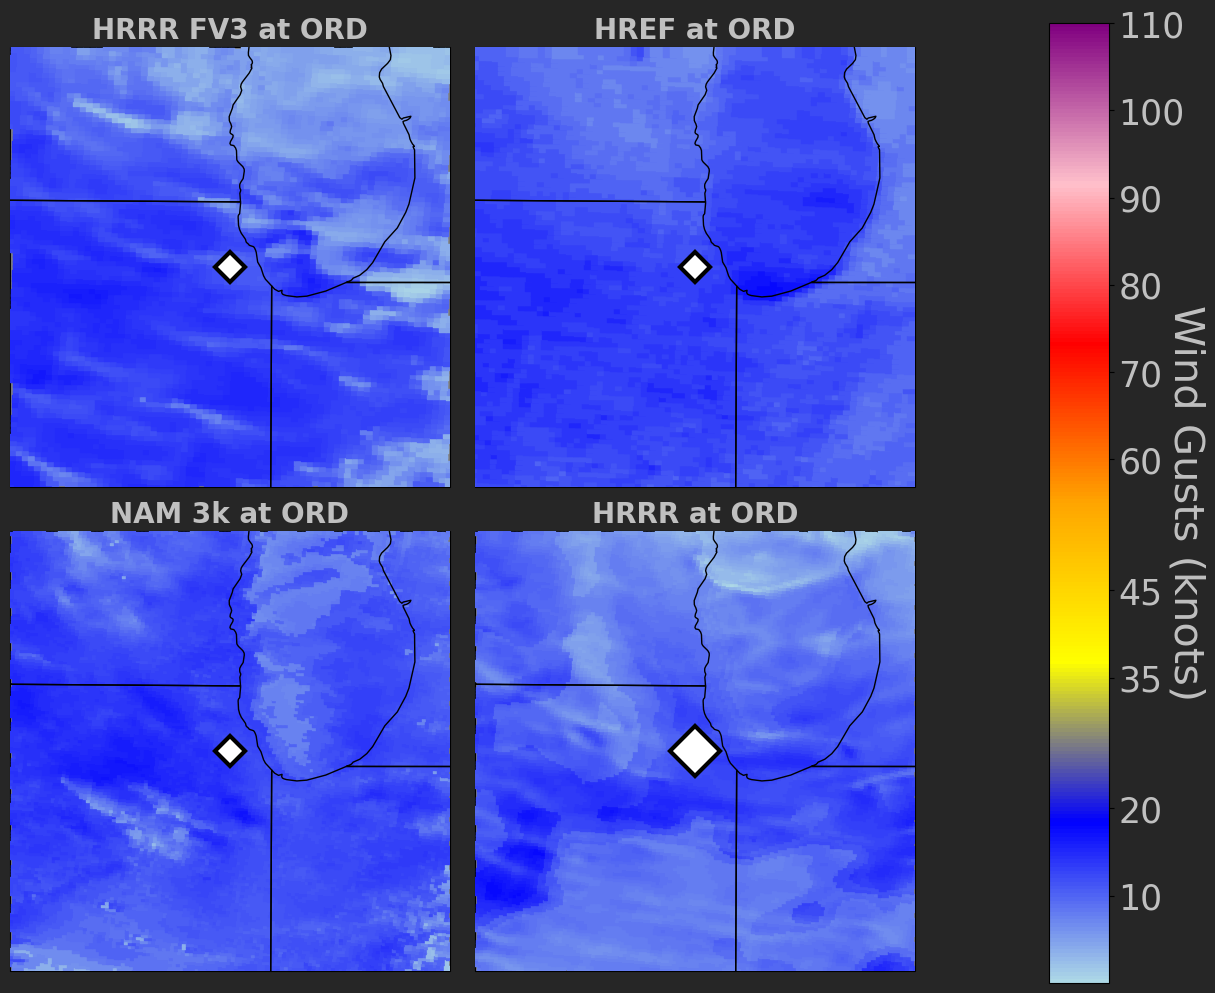 HRRR FV3 at ORD
HREF at ORD
NAM 3k at ORD
HRRR at ORD
110
100
90
80
70
60
45
35
20
10
Wind Gusts (knots)